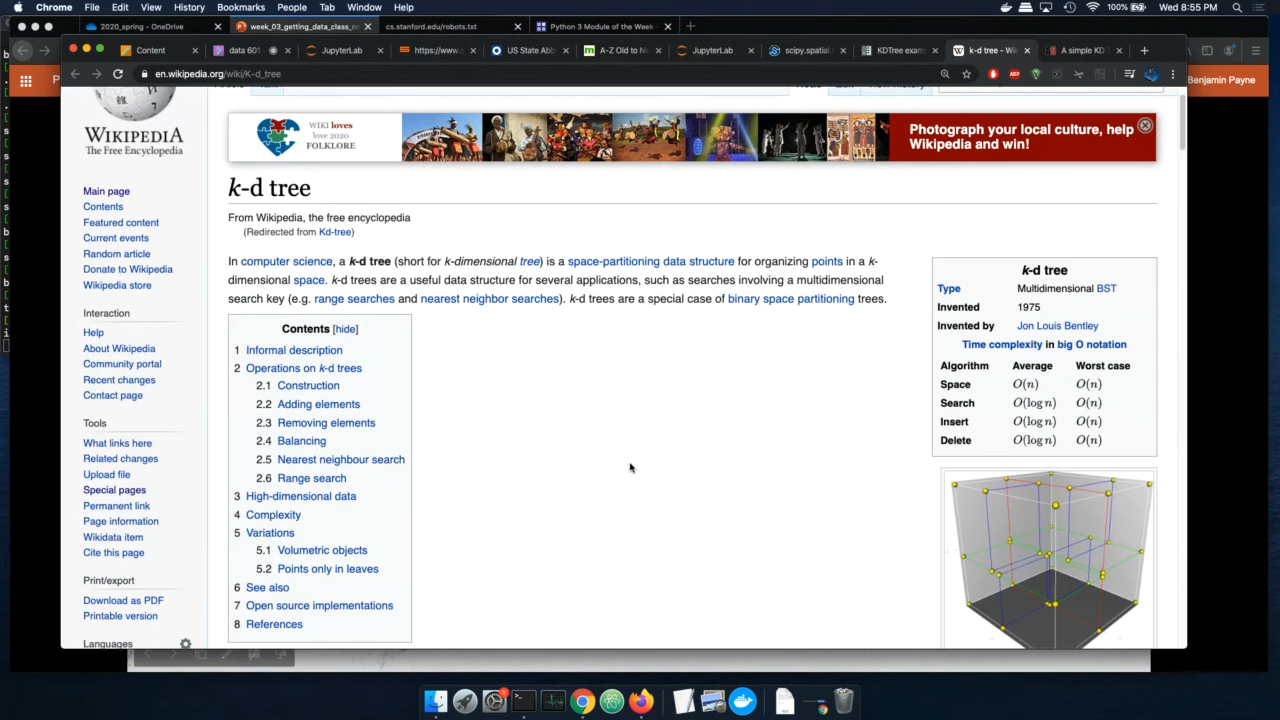 Chrome File Edit View History Bookmarks People Tab Window Help
100% Wed 8:55 PM
2020_spring - OneDrive
week_03_getting_data_class_n
cs.stanford.edu/robots.txt
Python 3 Module of the Week —
Content
data 601
JupyterLab
https://www.
US State Abb
A-Z Old to N
JupyterLab
scipy.spatial.
KDTree exam
k-d tree - Wiki
A simple KD T
en.wikipedia.org/wiki/K-d_tree
Benjamin Payne
WIKIPEDIA
The Free Encyclopedia
WIKI loves
love 2020
FOLKLORE
Photograph your local culture, help
Wikipedia and win!
Main page
Contents
Featured content
Current events
Random article
Donate to Wikipedia
Wikipedia store
Interaction
Help
About Wikipedia
Community portal
Recent changes
Contact page
Tools
What links here
Related changes
Upload file
Special pages
Permanent link
Page information
Wikidata item
Cite this page
Print/export
Download as PDF
Printable version
Languages
k-d tree
From Wikipedia, the free encyclopedia
(Redirected from Kd-tree)
In computer science, a k-d tree (short for k-dimensional tree) is a space-partitioning data structure for organizing points in a k-
dimensional space. k-d trees are a useful data structure for several applications, such as searches involving a multidimensional
search key (e.g. range searches and nearest neighbor searches). k-d trees are a special case of binary space partitioning trees.
Contents [hide]
1 Informal description
2 Operations on k-d trees
2.1 Construction
2.2 Adding elements
2.3 Removing elements
2.4 Balancing
2.5 Nearest neighbour search
2.6 Range search
3 High-dimensional data
4 Complexity
5 Variations
5.1 Volumetric objects
5.2 Points only in leaves
6 See also
7 Open source implementations
8 References
k-d tree
Type Multidimensional BST
Invented 1975
Invented by Jon Louis Bentley
Time complexity in big O notation
Algorithm Average Worst case
Space O(n) O(n)
Search O(log n) O(n)
Insert O(log n) O(n)
Delete O(log n) O(n)